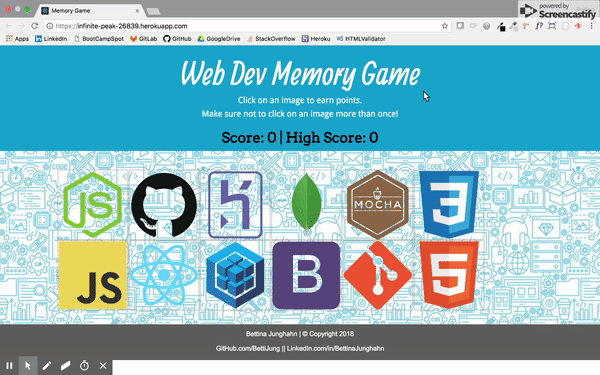 Memory Game
powered by
Screencastify
https://infinite-peak-26839.herokuapp.com
Apps LinkedIn BootCampSpot GitLab GitHub GoogleDrive StackOverflow Heroku HTMLValidator
Web Dev Memory Game
Click on an image to earn points.
Make sure not to click on an image more than once!
Score: 0 | High Score: 0
JS MOCHA 3
JS B 5
Bettina Junghahn | © Copyright 2018
GitHub.com/BettiJung || LinkedIn.com/in/BettinaJunghahn